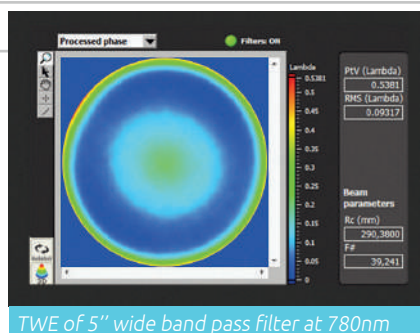 Processed phase
Filters: ON
Lambda
0.5381
0.5
0.45
0.4
0.35
0.3
0.25
0.2
0.15
0.1
0.05
0
PtV (Lambda)
0.5381
RMS (Lambda)
0.09317
Beam
parameters
Rc (mm)
290,3800
F#
39,241
TWE of 5’’ wide band pass filter at 780nm